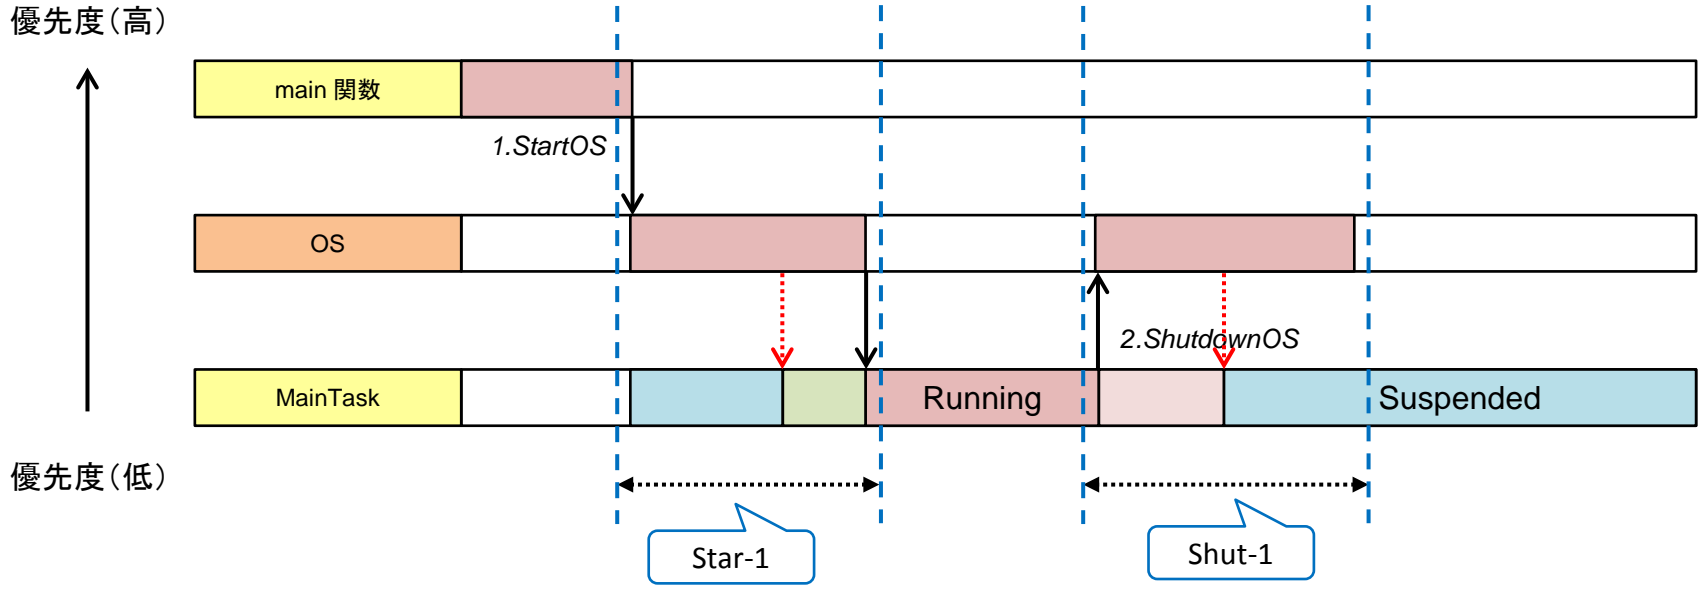 優先度(高)
main 関数
1.StartOS
OS
2.ShutdownOS
MainTask
Running
Suspended
優先度(低)
Star-1
Shut-1